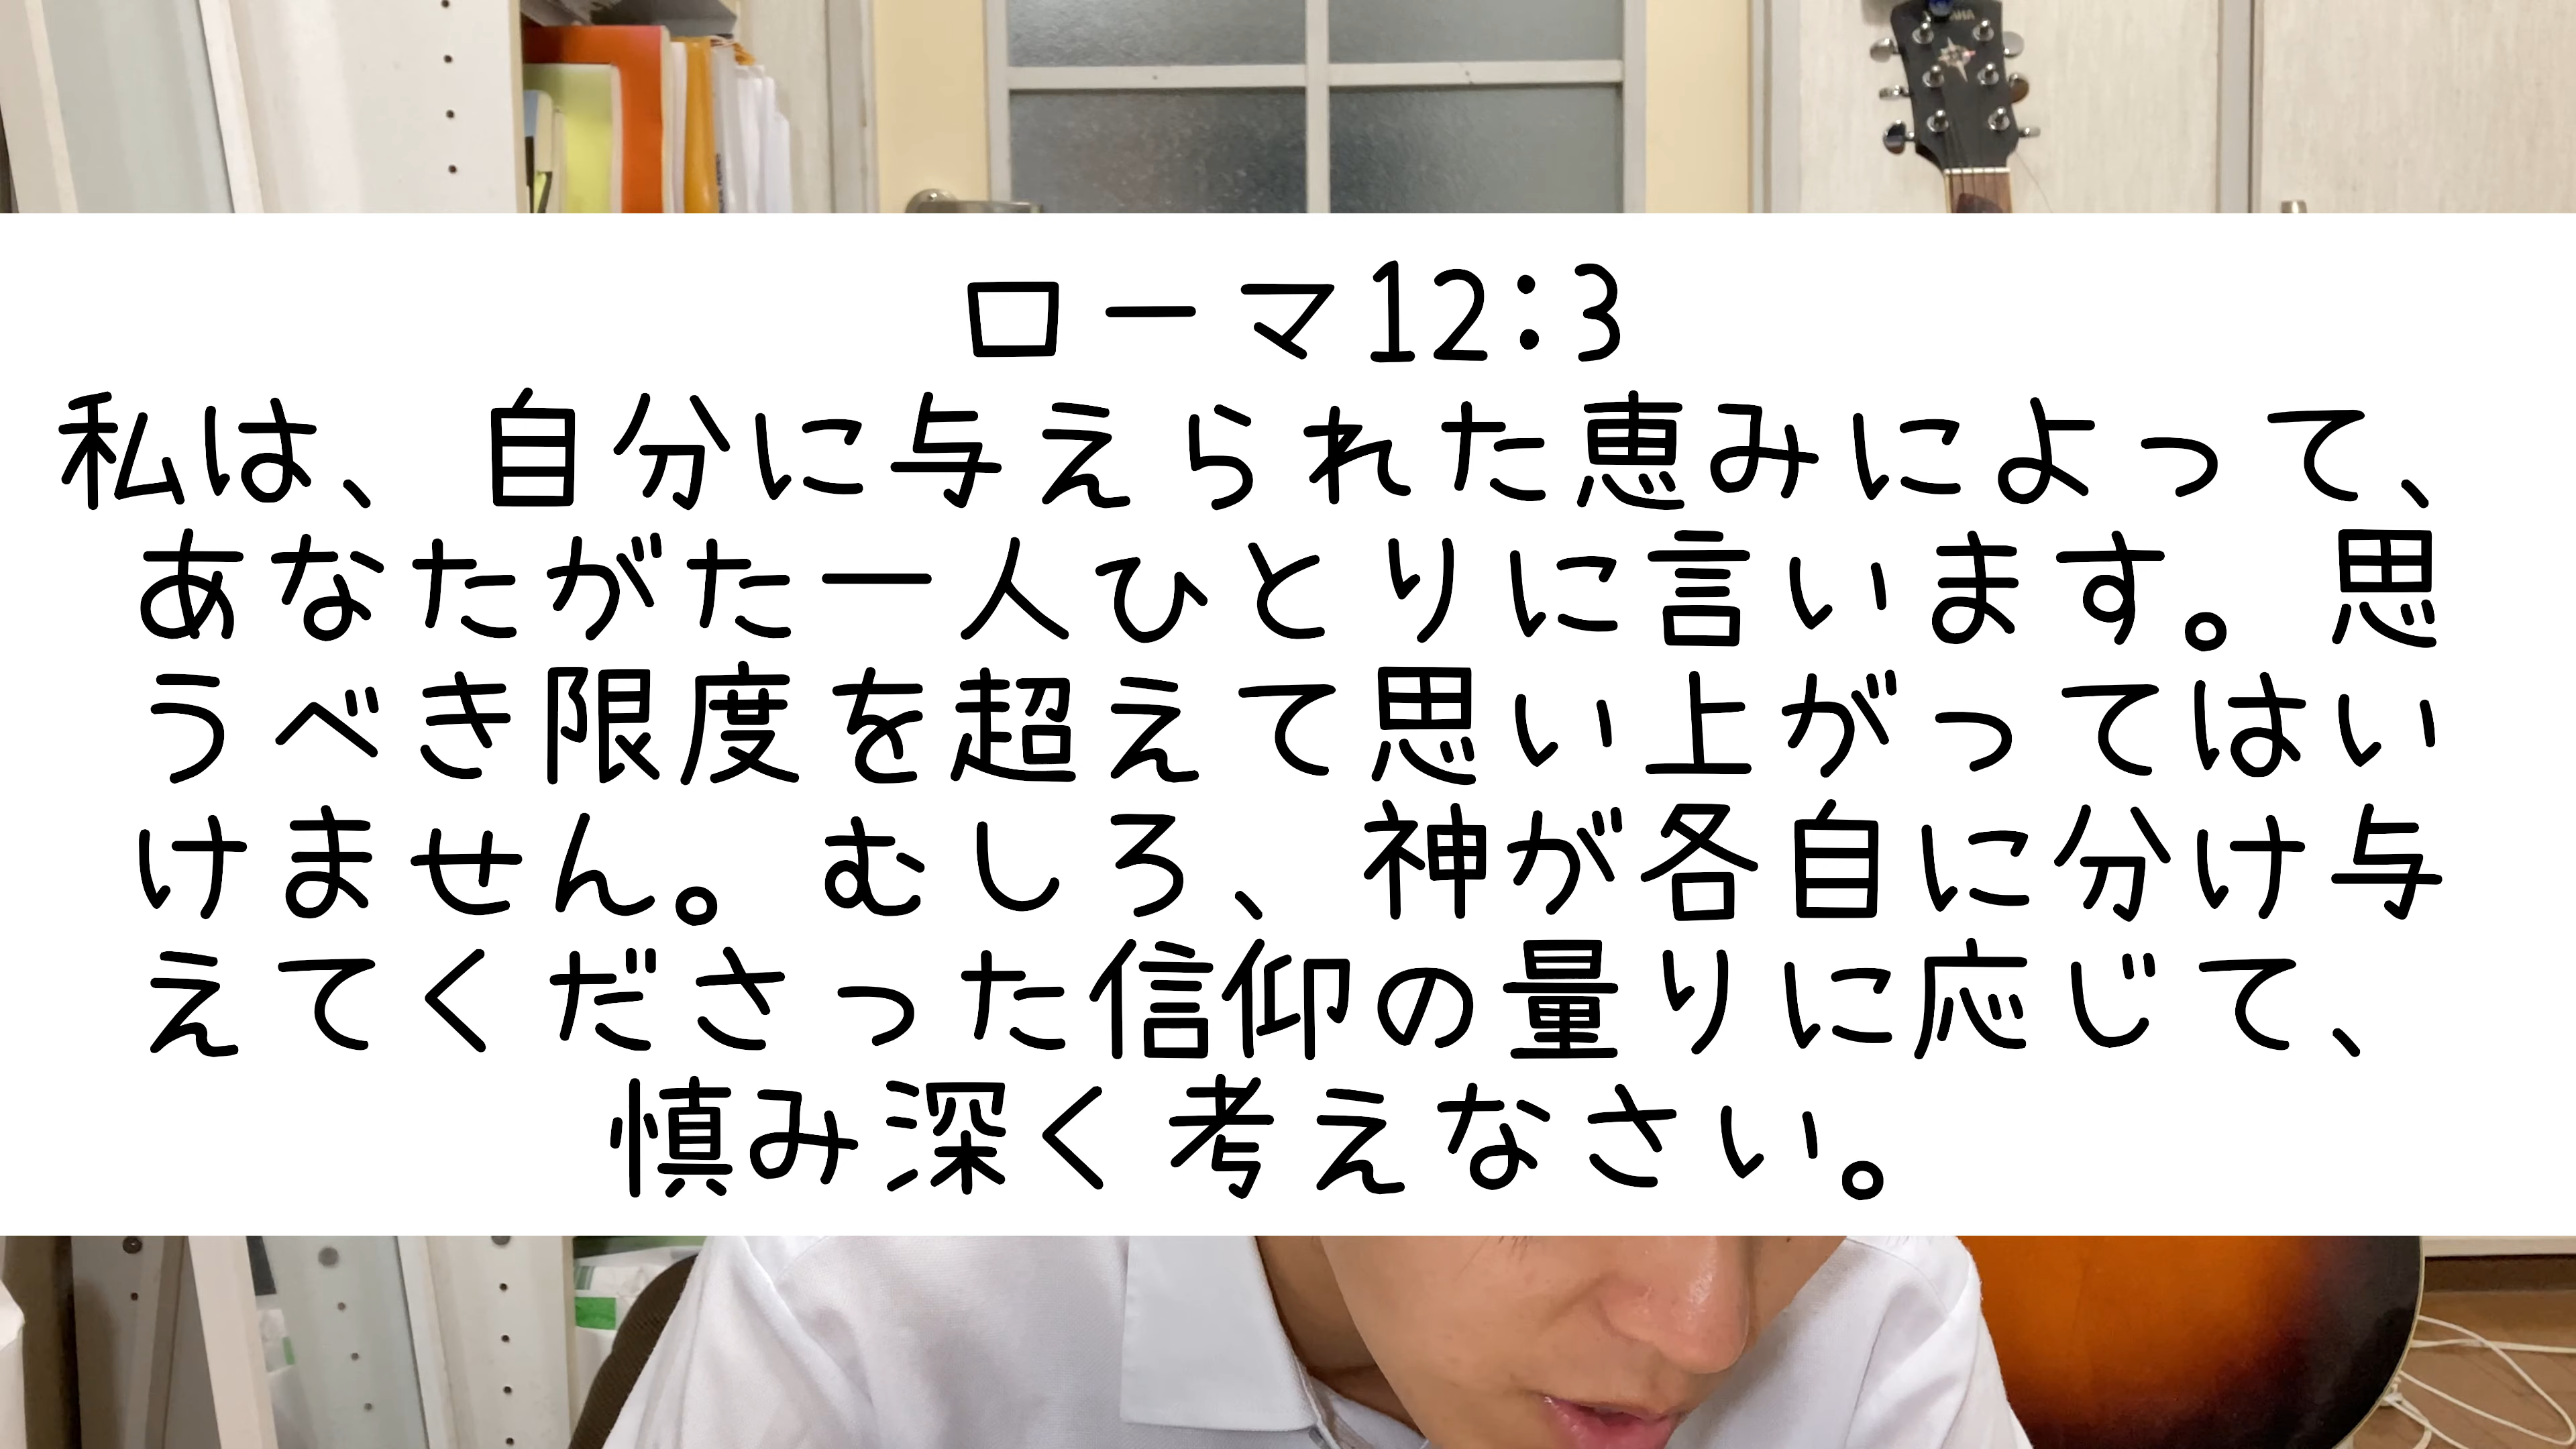 ローマ12:3
私は、自分に与えられた恵みによって、
あなたがた一人ひとりに言います。思
うべき限度を超えて思い上がってはい
けません。むしろ、神が各自に分け与
えてくださった信仰の量りに応じて、
慎み深く考えなさい。